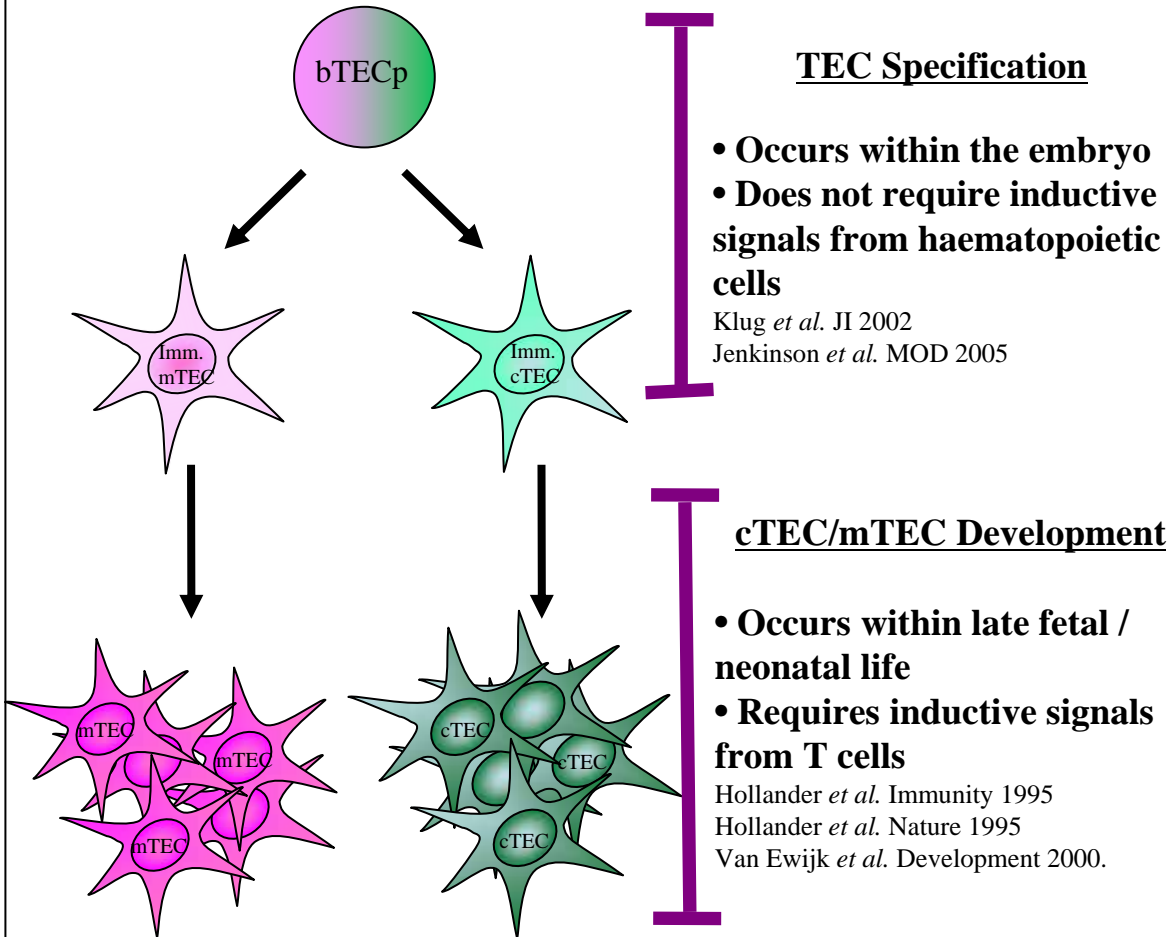 bTECp
TEC Specification
• Occurs within the embryo
• Does not require inductive
signals from haematopoietic
cells
Klug et al. JI 2002
Jenkinson et al. MOD 2005
Imm.
mTEC
Imm.
cTEC
cTEC/mTEC Development
• Occurs within late fetal /
neonatal life
• Requires inductive signals
from T cells
Hollander et al. Immunity 1995
Hollander et al. Nature 1995
Van Ewijk et al. Development 2000.
mTEC
mTEC
mTEC
cTEC
cTEC
cTEC